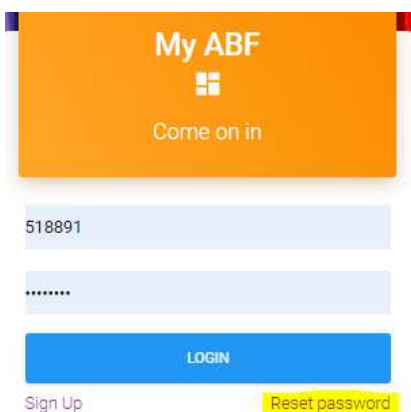 My ABF
Come on in
518891
••••••••
LOGIN
Sign Up Reset password